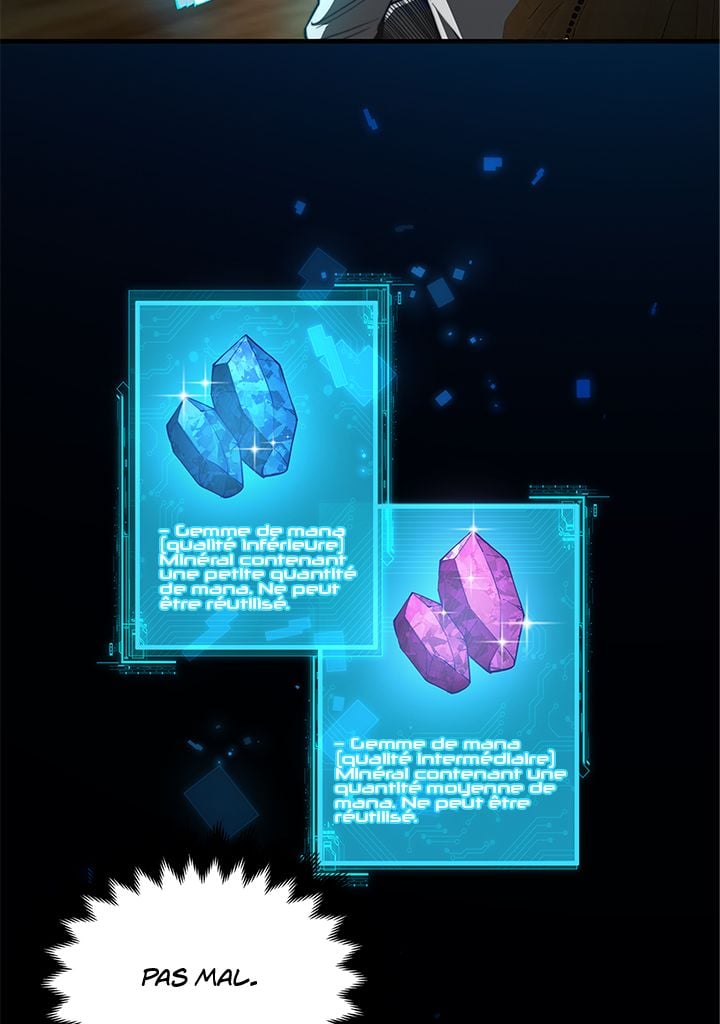 - Gemme de mana
[qualité inférieure]
Minéral contenant
une petite quantité
de mana. Ne peut
être réutilisé.
- Gemme de mana
[qualité intermédiaire]
Minéral contenant une
quantité moyenne de
mana. Ne peut être
réutilisé.
PAS MAL.